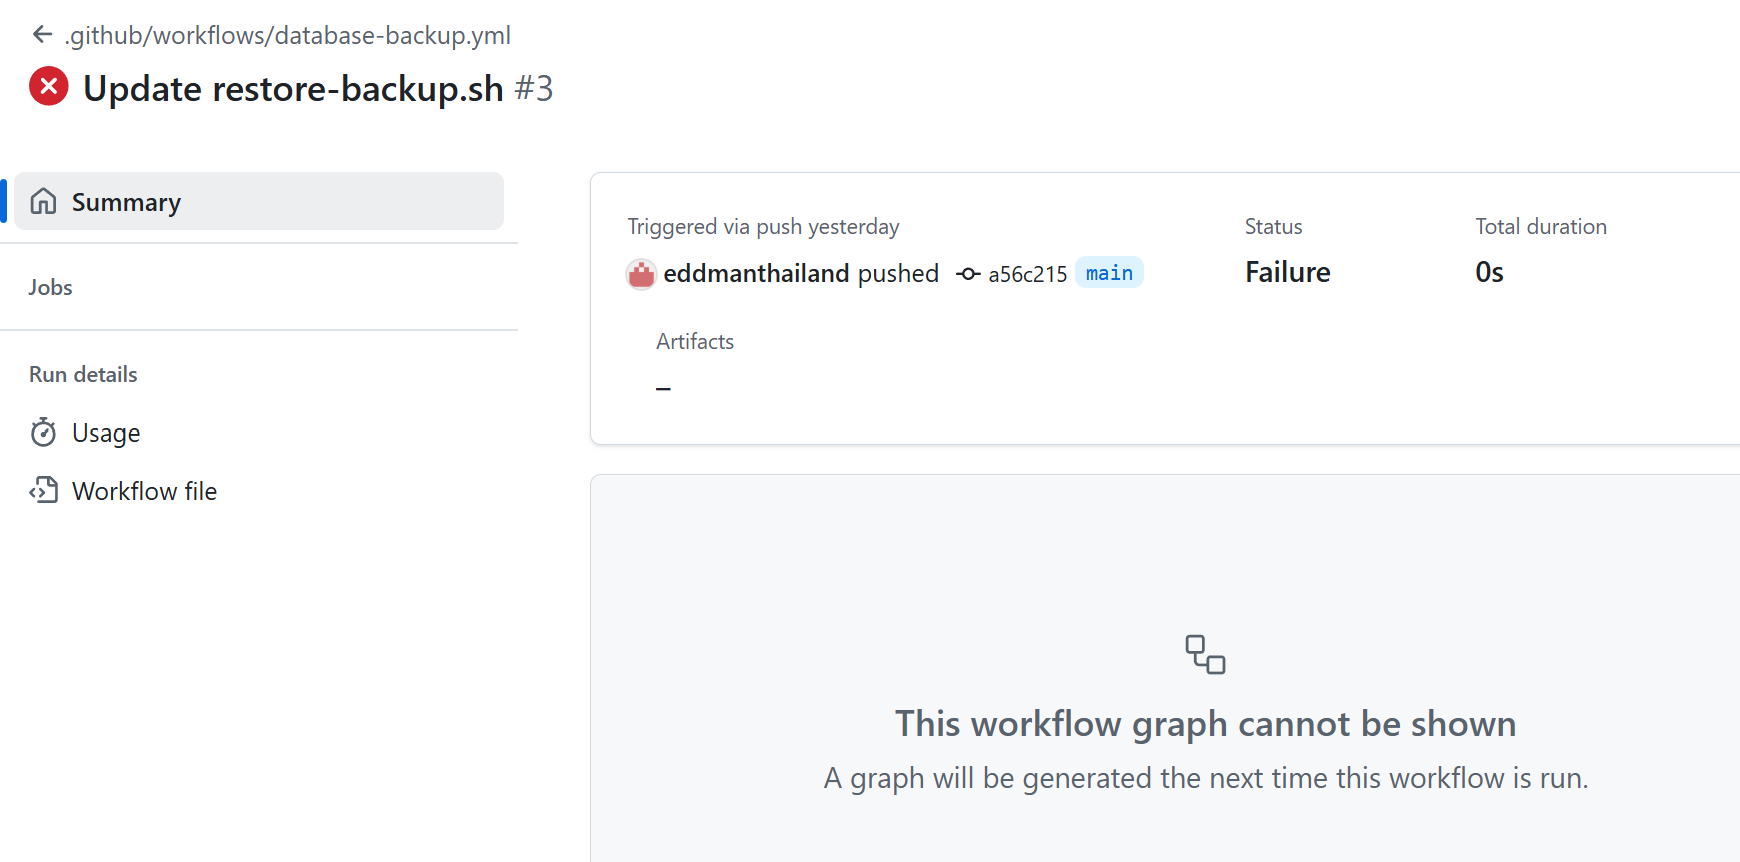 .github/workflows/database-backup.yml
Update restore-backup.sh #3
Summary
Jobs
Run details
Usage
Workflow file
Triggered via push yesterday
eddmanthailand pushed a56c215 main
Status
Failure
Total duration
0s
Artifacts
–
This workflow graph cannot be shown
A graph will be generated the next time this workflow is run.